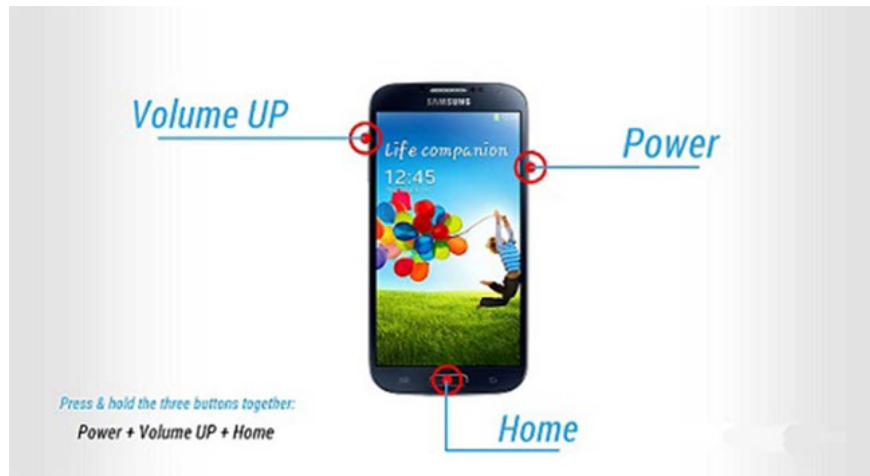 SAMSUNG
Volume UP
Life companion
Power
12:45
Press & hold the three buttons together:
Power + Volume UP + Home
Home